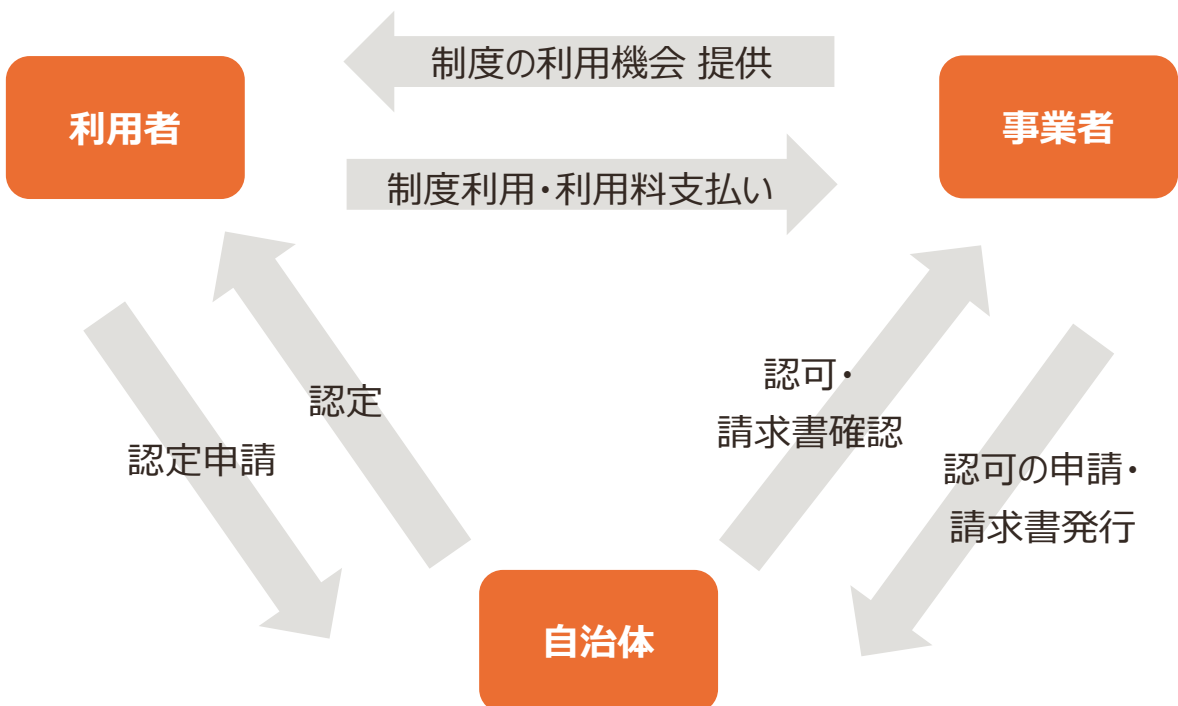 制度の利用機会 提供
利用者
事業者
制度利用・利用料支払い
認定
認定申請
認可・
請求書確認
認可の申請・
請求書発行
自治体